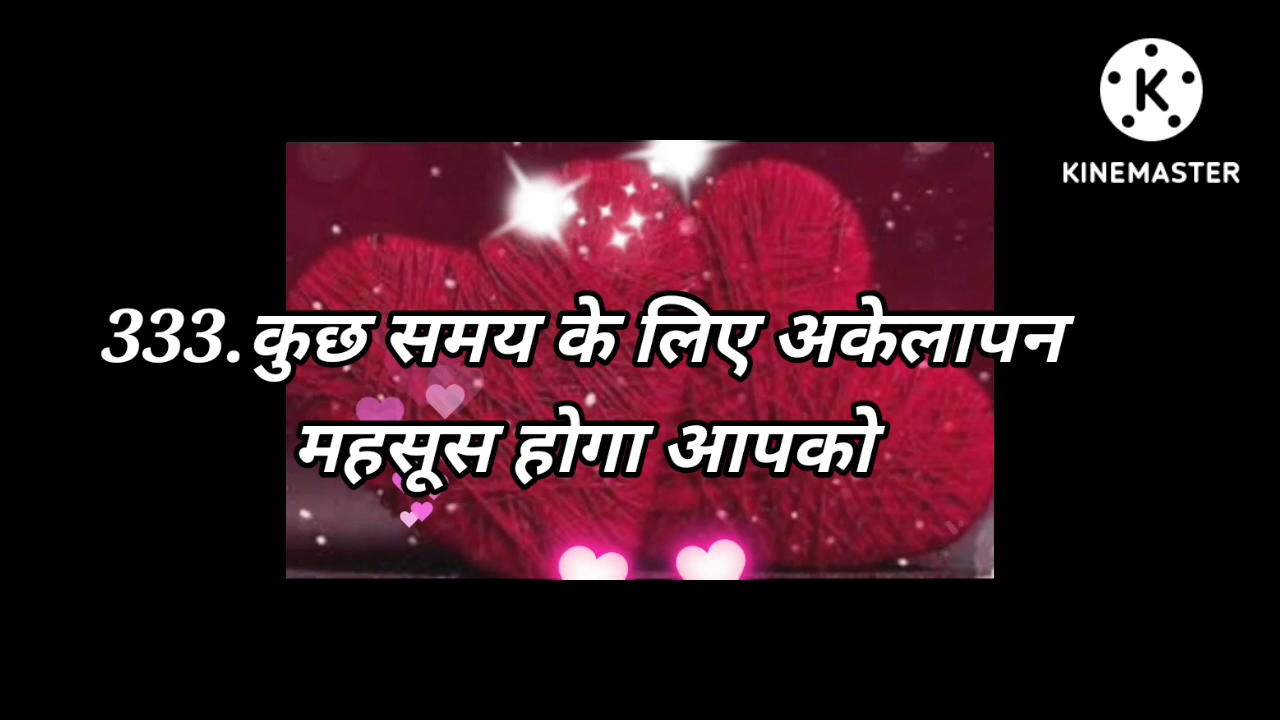 KINEMASTER
333.कुछ समय के लिए अकेलापन
महसूस होगा आपको